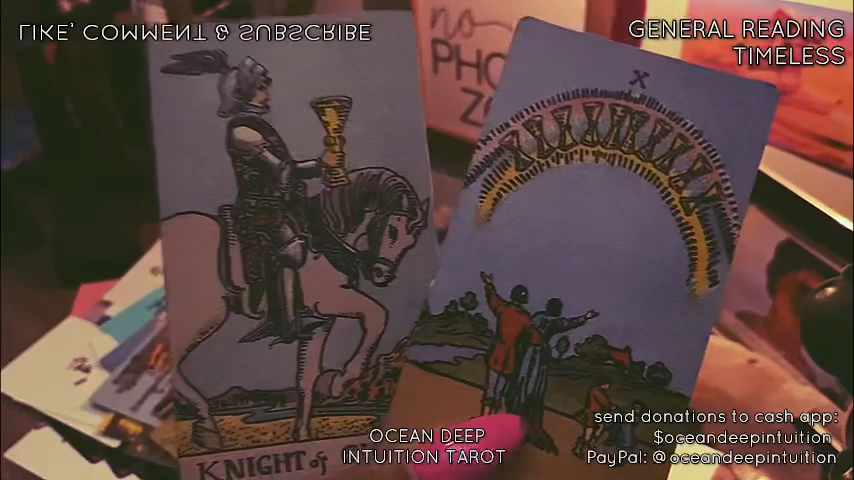 LIKE, COMMENT & SUBSCRIBE
GENERAL READING
TIMELESS
no
X
KNIGHT of
OCEAN DEEP
INTUITION TAROT
send donations to cash app:
$oceandeepintuition
PayPal: @oceandeepintuition